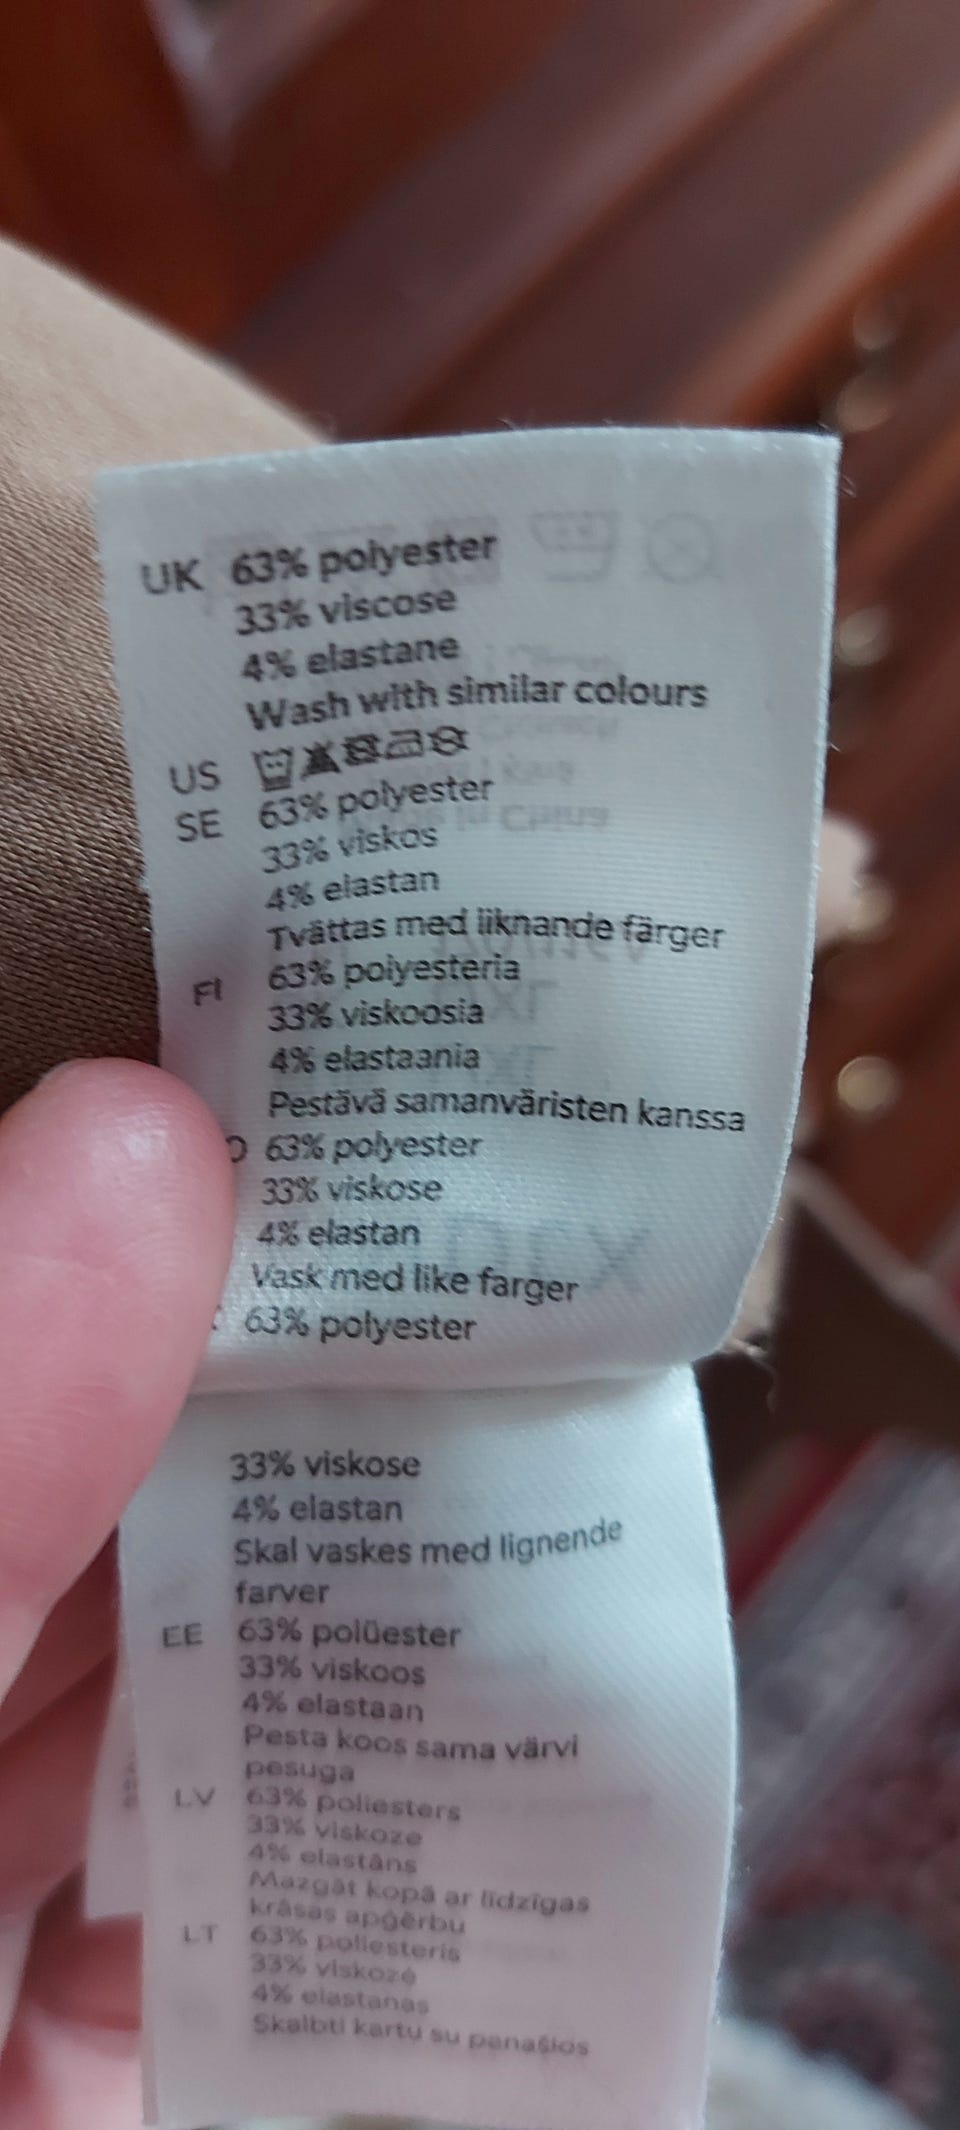 UK 63% polyester
33% viscose
4% elastane
Wash with similar colours
US
SE 63% polyester
33% viskos
4% elastan
Tvättas med liknande färger
FI 63% polyesteria
33% viskoosia
4% elastaania
Pestävä samanväristen kanssa
63% polyester
33% viskose
4% elastan
Vask med like farger
63% polyester
33% viskose
4% elastan
Skal vaskes med lignende
farver
EE 63% polüester
33% viskoos
4% elastaan
Pesta koos sama värvi
pesuga
LV 63% poliesters
33% viskoze
4% elastāns
Mazgāt kopā ar līdzīgas
krāsas apģērbu
LT 63% poliesteris
33% viskozė
4% elastanas
Skalbti kartu su panašios